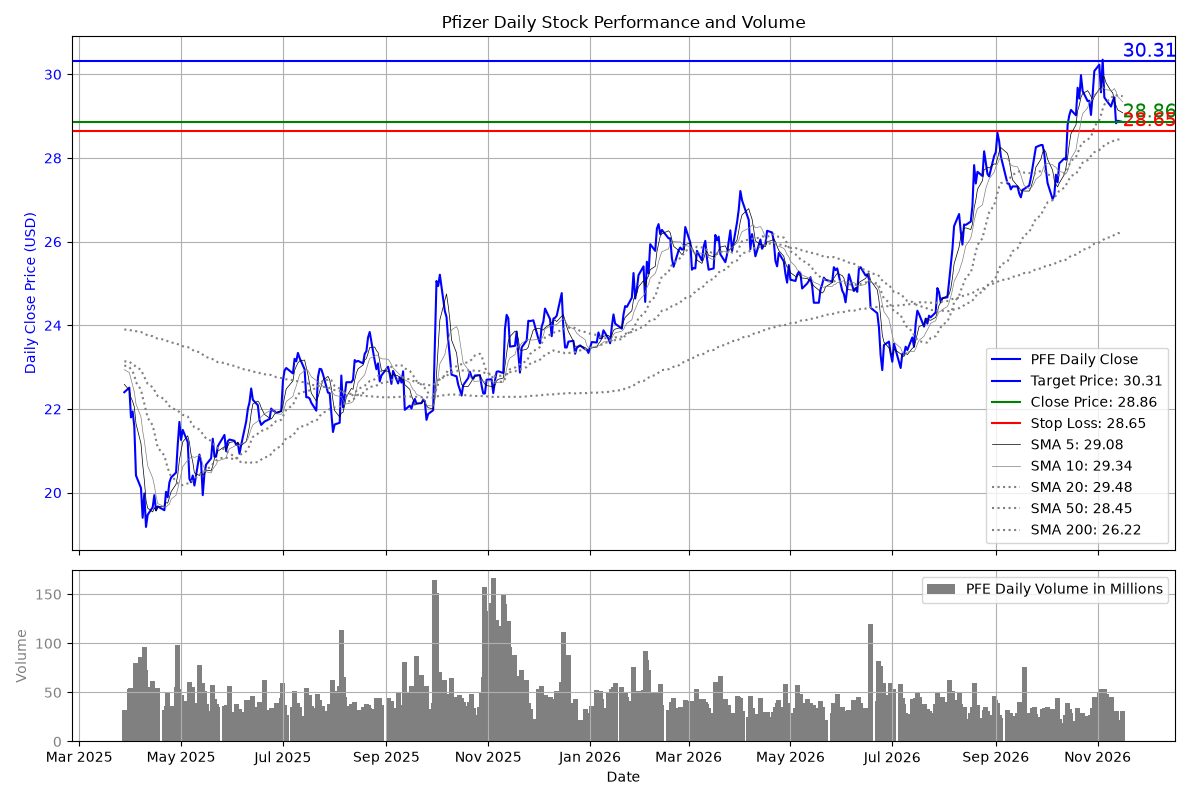 Pfizer Daily Stock Performance and Volume
Daily Close Price (USD)
30
28
26
24
22
20
30.31
28.86
28.65
PFE Daily Close
Target Price: 30.31
Close Price: 28.86
Stop Loss: 28.65
SMA 5: 29.08
SMA 10: 29.34
SMA 20: 29.48
SMA 50: 28.45
SMA 200: 26.22
Volume
150
100
50
0
PFE Daily Volume in Millions
Mar 2025 May 2025 Jul 2025 Sep 2025 Nov 2025 Jan 2026 Mar 2026 May 2026 Jul 2026 Sep 2026 Nov 2026
Date